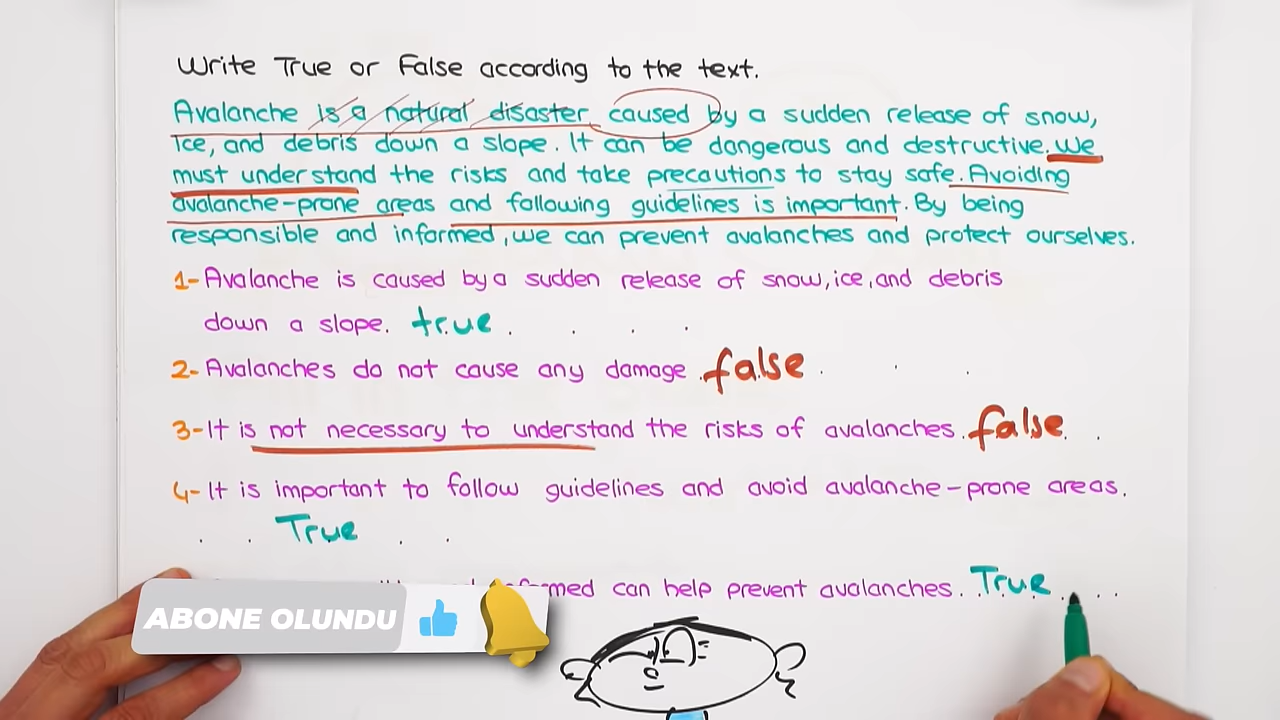 Write True or False according to the text.
Avalanche is a natural disaster caused by a sudden release of snow,
Ice, and debris down a slope. It can be dangerous and destructive. We
must understand the risks and take precautions to stay safe. Avoiding
avalanche-prone areas and following guidelines is important. By being
responsible and informed, we can prevent avalanches and protect ourselves.
1- Avalanche is caused by a sudden release of snow, ice, and debris
down a slope. true
2- Avalanches do not cause any damage. false
3- It is not necessary to understand the risks of avalanches. false
4- It is important to follow guidelines and avoid avalanche-prone areas.
True
can help prevent avalanches. True
ABONE OLUNDU